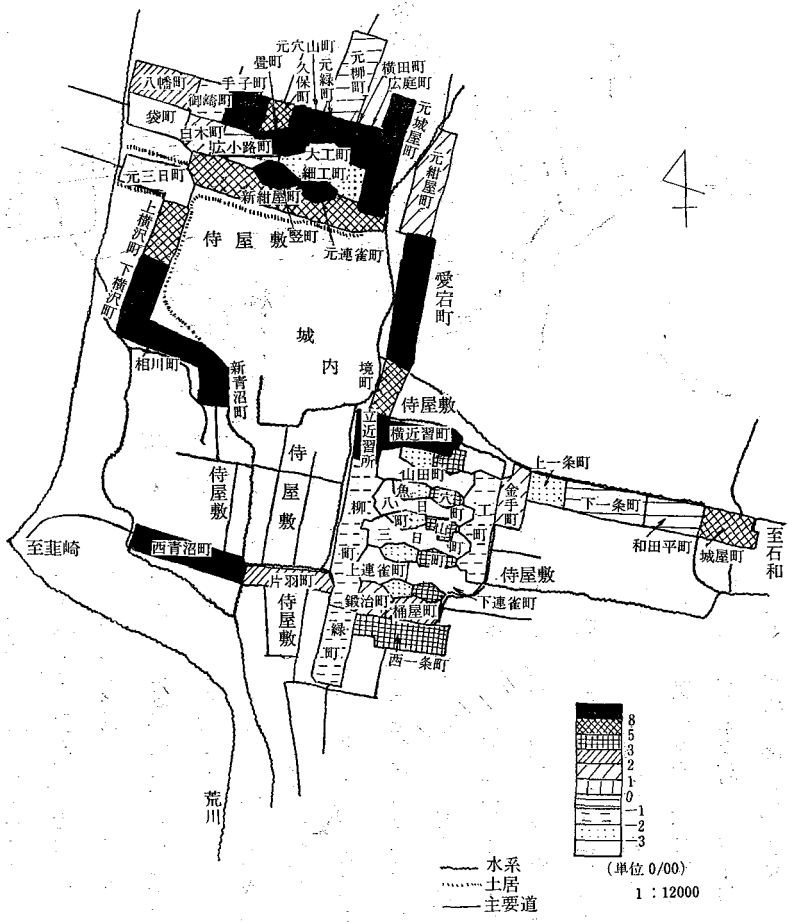 元穴山町
畳町
久保町
元緑町
元柳町
横田町
広庭町
八幡町
手子町
御崎町
袋町
白木町
広小路町
大工町
細工町
元城屋町
元紺屋町
元三日町
新紺屋町
竪町
元連雀町
上横沢町
下横沢町
侍屋敷
愛宕町
城内
相川町
新青沼町
境町
侍屋敷
立近習所
横近習町
侍屋敷
侍屋敷
山田町
上一条町
柳町
魚町
穴山町
八日町
三日町
工町
金手町
下一条町
和田平町
城屋町
至石和
至韮崎
西青沼町
片羽町
上連雀町
下連雀町
侍屋敷
侍屋敷
鍛治町
桶屋町
緑町
西一条町
荒川
8
5
3
2
1
0
-1
-2
-3
(単位 0/00)
1:12000
水系
土居
主要道